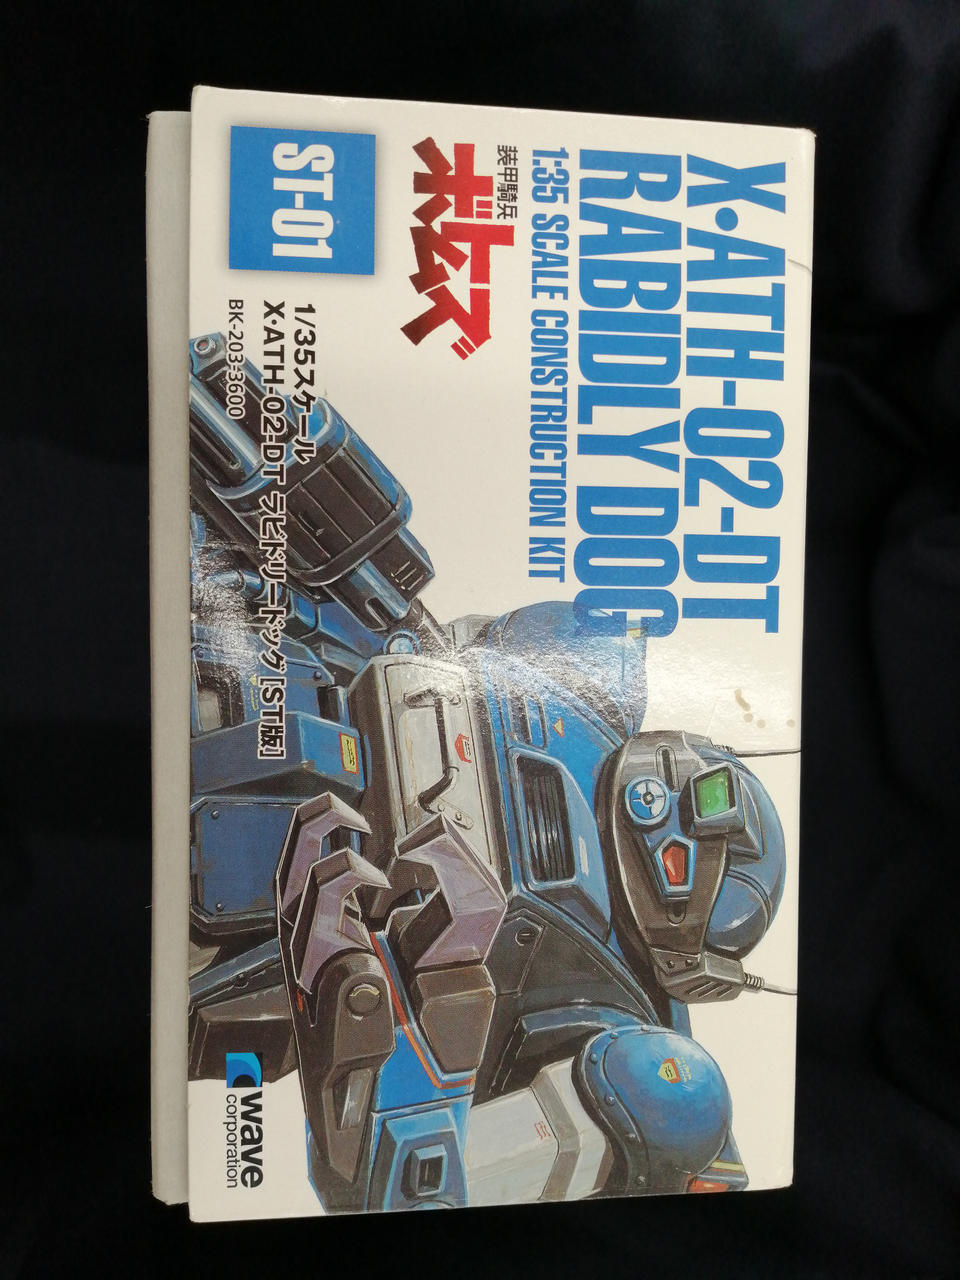 X・ATH-02-DT
RABIDLY DOG
1:35 SCALE CONSTRUCTION KIT
装甲騎兵
ボトムズ
ST-01
1/35スケール
X・ATH-02-DT ラビドリードッグ [ST版]
BK-203:3600
wave
corporation